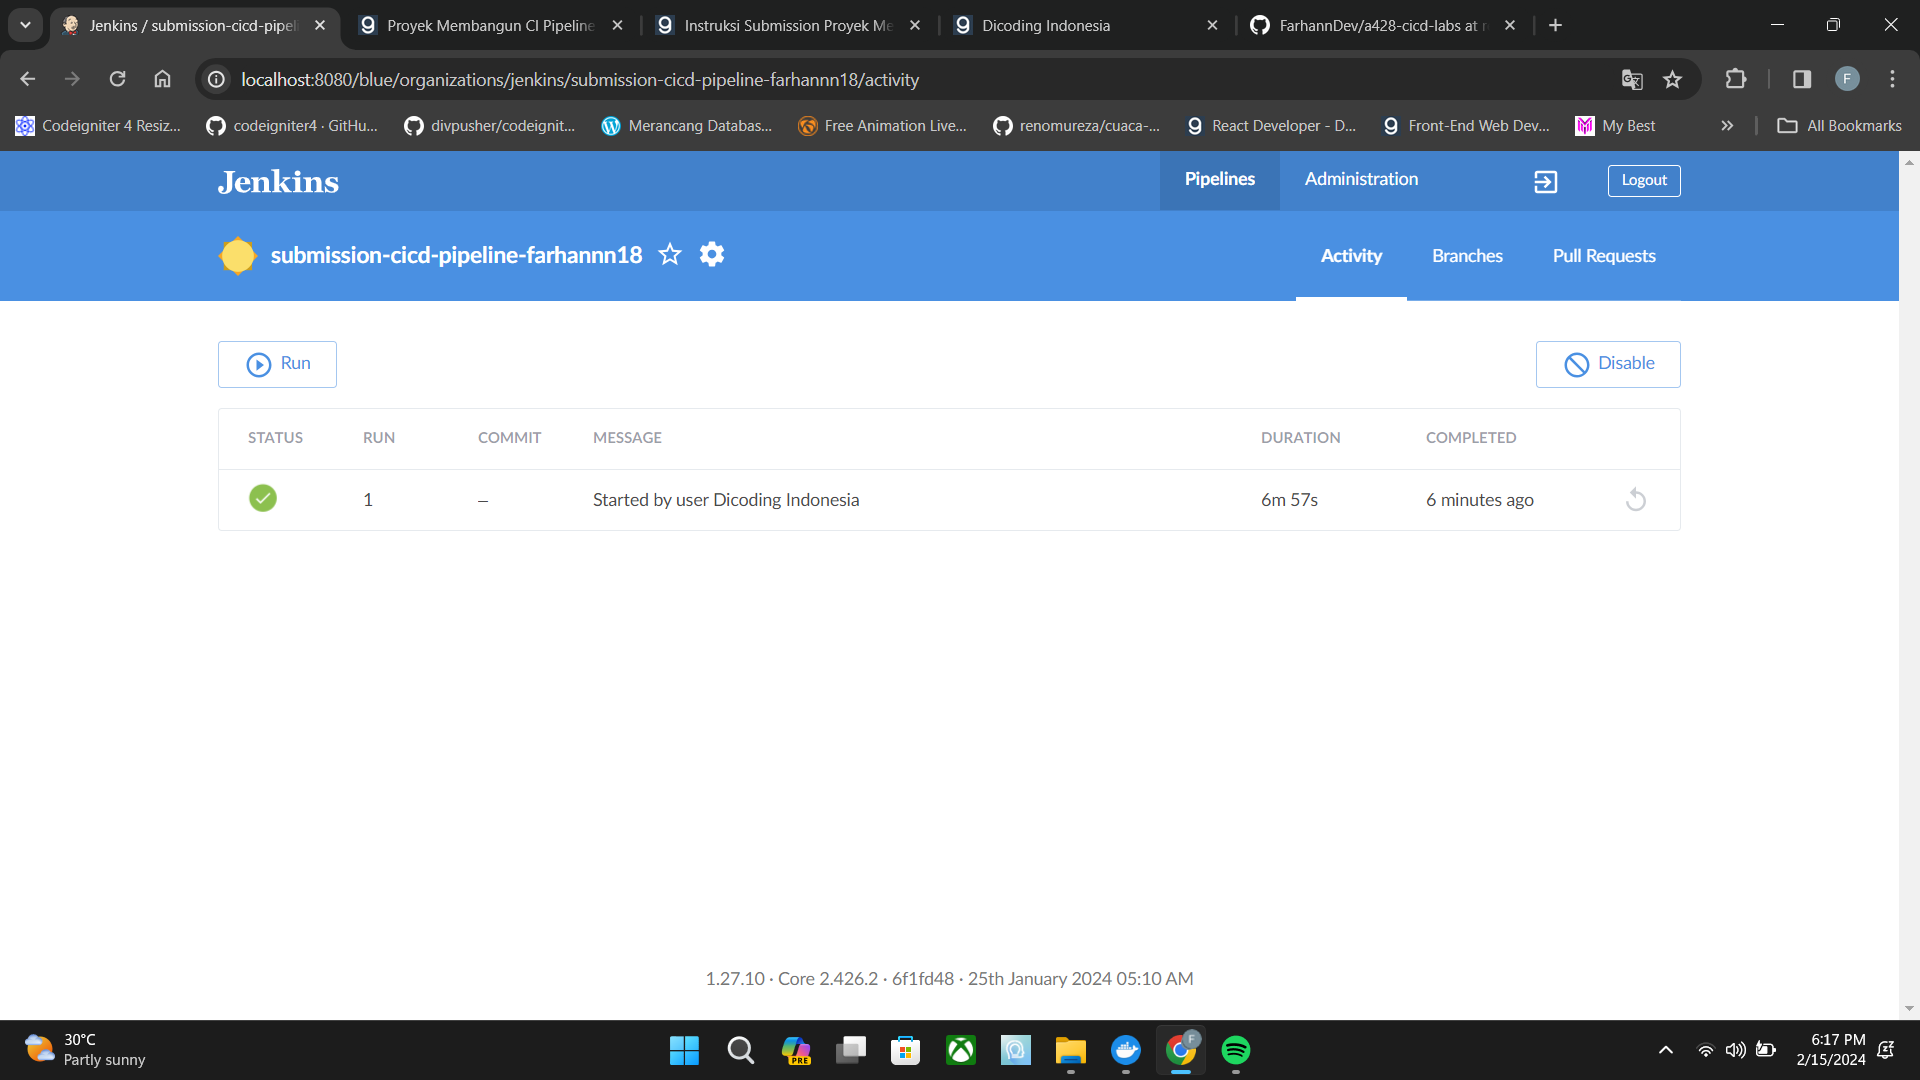 Jenkins / submission-cicd-pipeli
Proyek Membangun CI Pipeline
Instruksi Submission Proyek Me
Dicoding Indonesia
FarhannDev/a428-cicd-labs at r
localhost:8080/blue/organizations/jenkins/submission-cicd-pipeline-farhannn18/activity
F
Codeigniter 4 Resiz...
codeigniter4 · GitHu...
divpusher/codeignit...
Merancang Databas...
Free Animation Live...
renomureza/cuaca-...
React Developer - D...
Front-End Web Dev...
My Best
All Bookmarks
Jenkins
Pipelines
Administration
Logout
submission-cicd-pipeline-farhannn18
Activity
Branches
Pull Requests
Run
Disable
STATUS RUN COMMIT MESSAGE DURATION COMPLETED
1 – Started by user Dicoding Indonesia 6m 57s 6 minutes ago
1.27.10 · Core 2.426.2 · 6f1fd48 · 25th January 2024 05:10 AM
30°C
Partly sunny
PRE
F
6:17 PM
2/15/2024